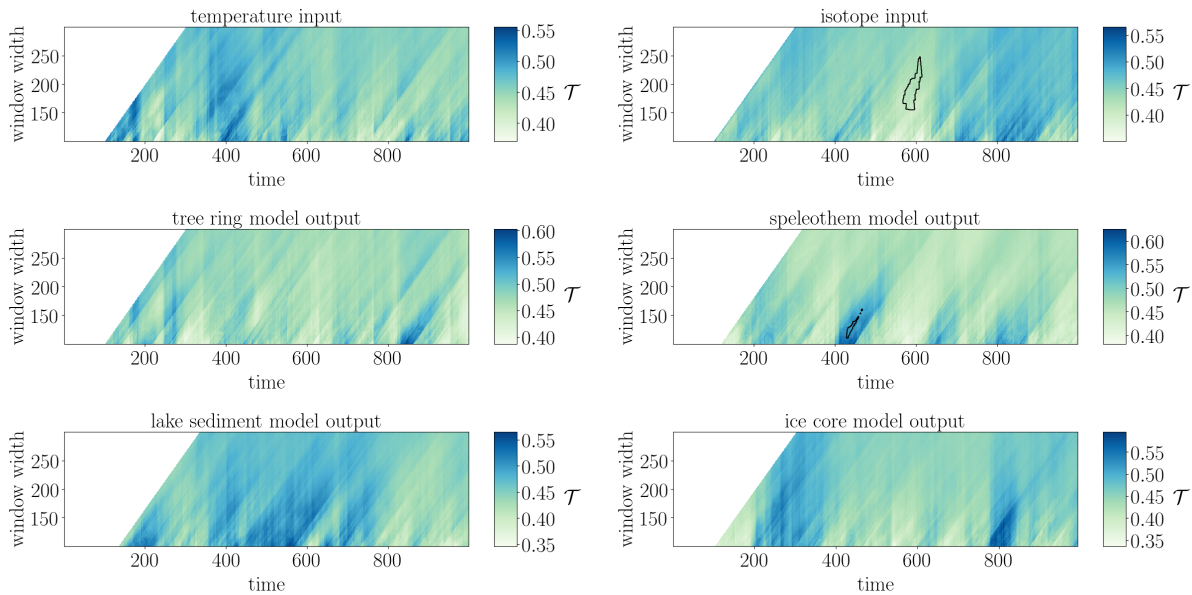 temperature input
window width
250
200
150
200
400
600
800
time
0.55
0.50
0.45
0.40
𝒯
isotope input
window width
250
200
150
200
400
600
800
time
0.55
0.50
0.45
0.40
𝒯
tree ring model output
window width
250
200
150
200
400
600
800
time
0.60
0.55
0.50
0.45
0.40
𝒯
speleothem model output
window width
250
200
150
200
400
600
800
time
0.60
0.55
0.50
0.45
0.40
𝒯
lake sediment model output
window width
250
200
150
200
400
600
800
time
0.55
0.50
0.45
0.40
0.35
𝒯
ice core model output
window width
250
200
150
200
400
600
800
time
0.55
0.50
0.45
0.40
0.35
𝒯